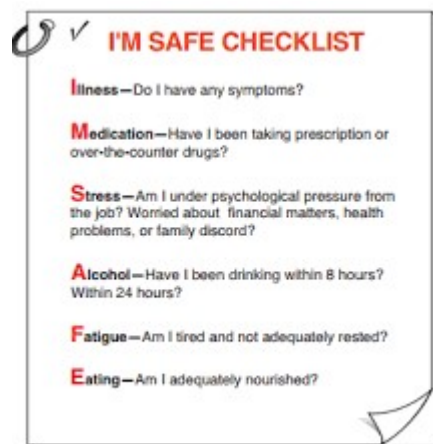 I'M SAFE CHECKLIST
Illness—Do I have any symptoms?
Medication—Have I been taking prescription or
over-the-counter drugs?
Stress—Am I under psychological pressure from
the job? Worried about financial matters, health
problems, or family discord?
Alcohol—Have I been drinking within 8 hours?
Within 24 hours?
Fatigue—Am I tired and not adequately rested?
Eating—Am I adequately nourished?